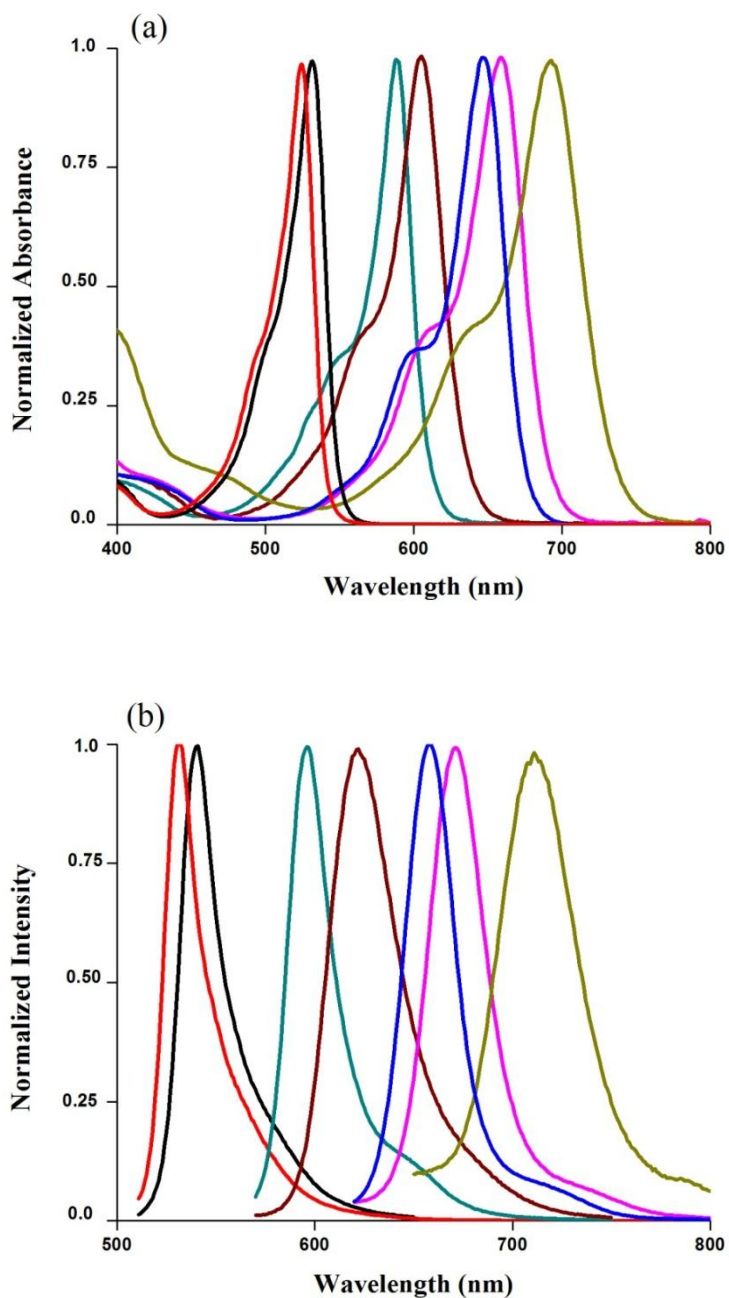 (a)
1.0
0.75
0.50
0.25
0.0
Normalized Absorbance
400 500 600 700 800
Wavelength (nm)
(b)
1.0
0.75
0.50
0.25
0.0
Normalized Intensity
500 600 700 800
Wavelength (nm)